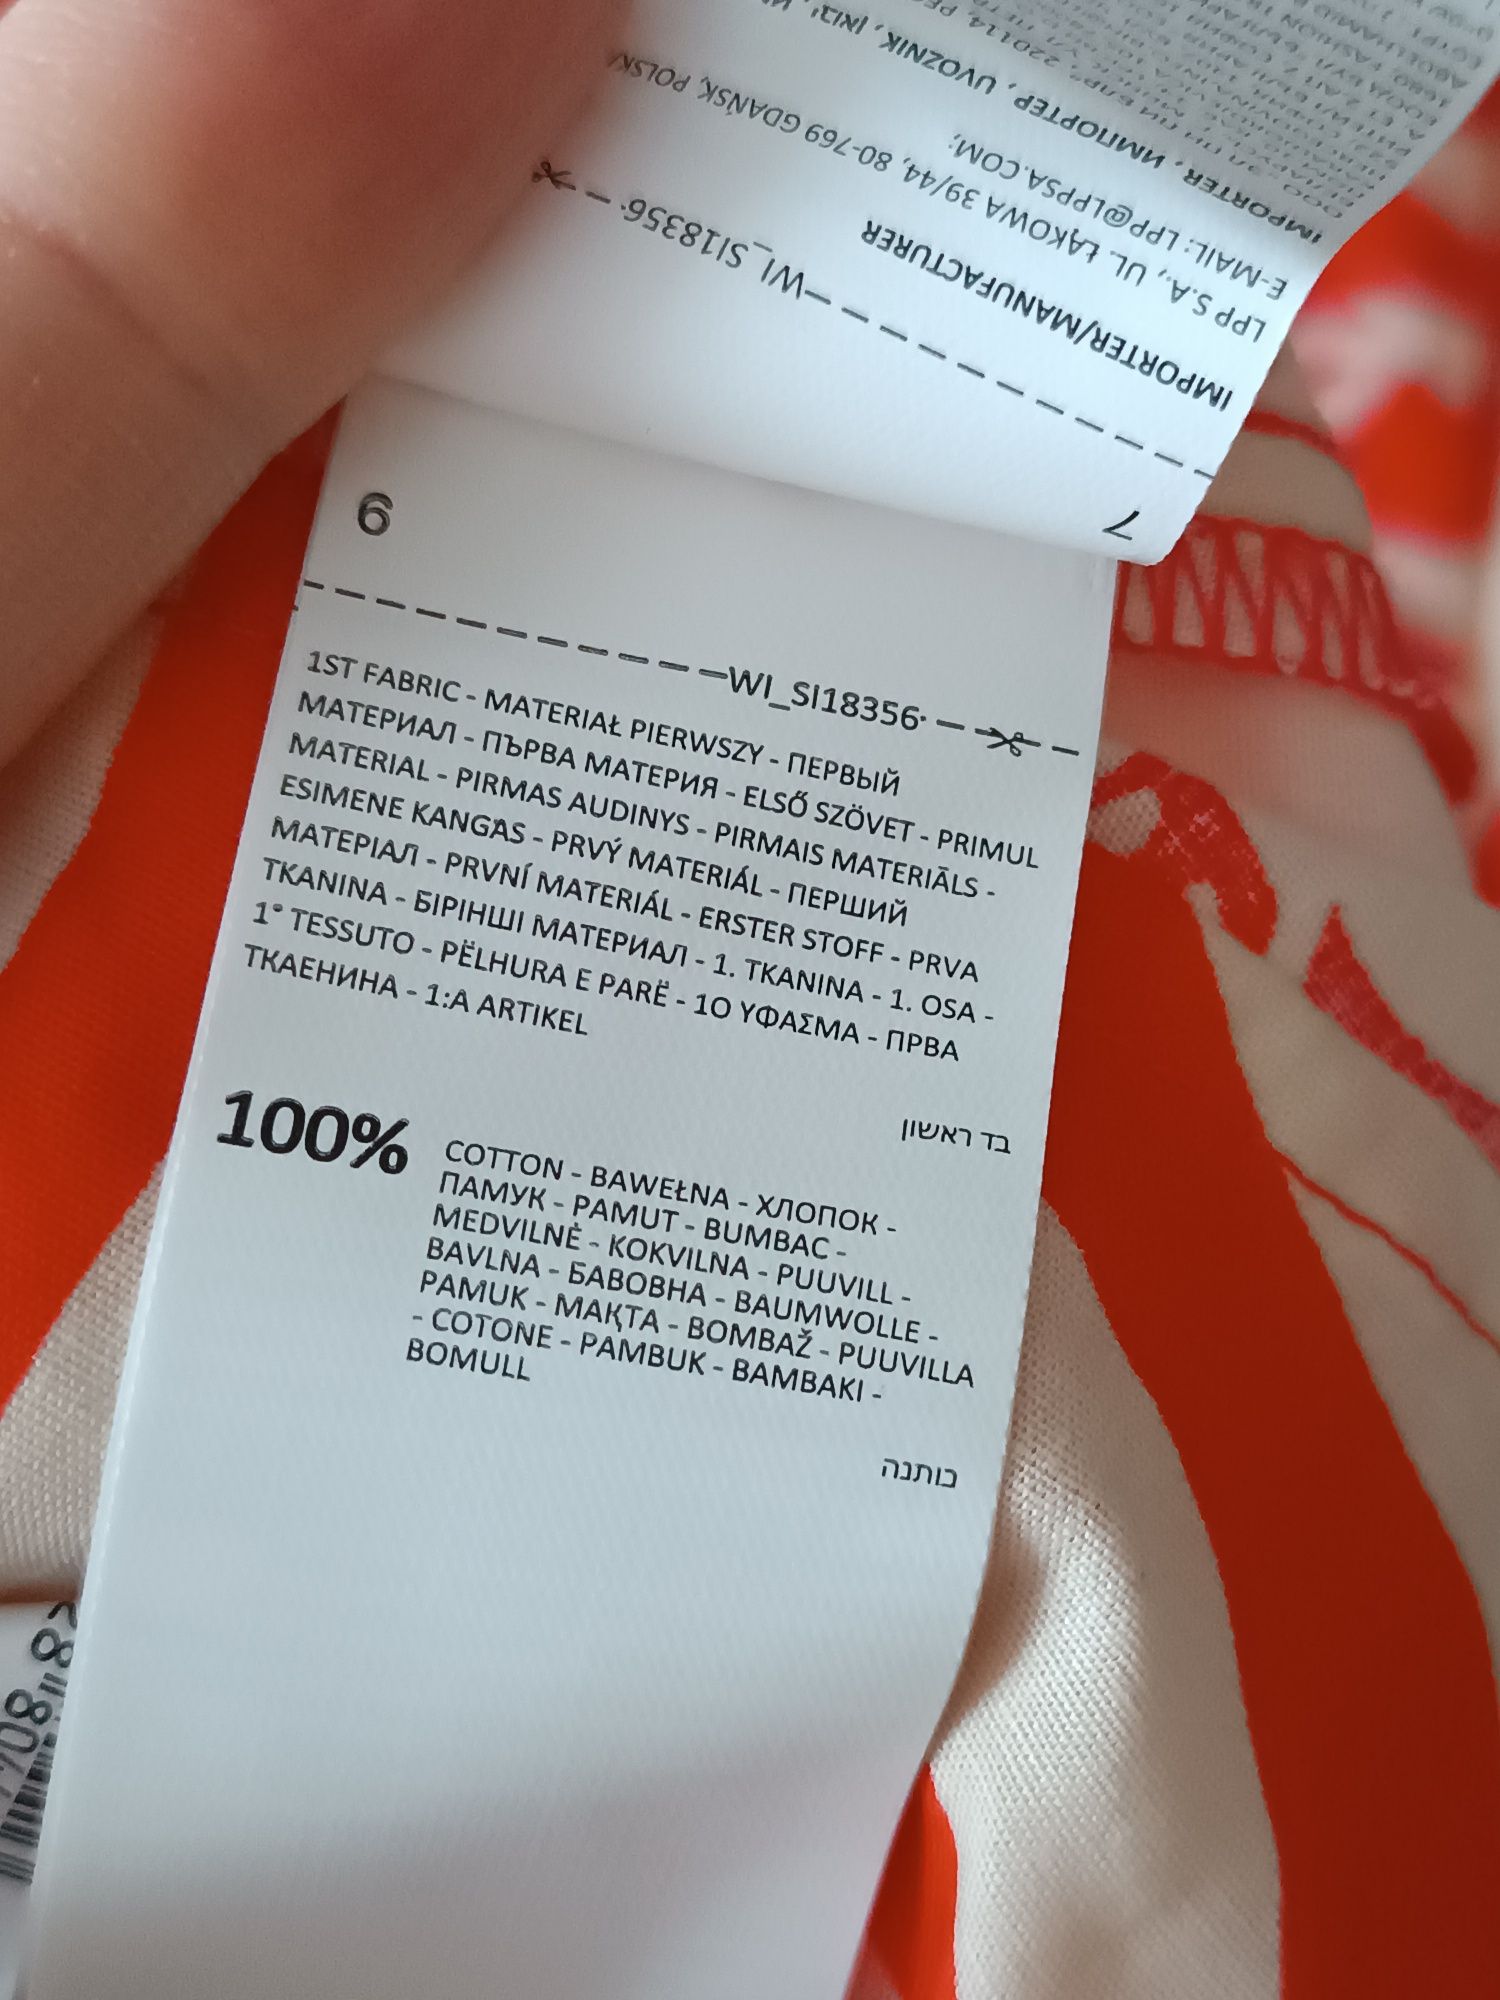 IMPORTER, ИМПОРТЕР, UVOZNIK,
E-MAIL: LPP@LPPSA.COM;
LPP S.A., UL. ŁĄKOWA 39/44, 80-769 GDAŃSK,
IMPORTER/MANUFACTURER
WI_SI18356
7
6
WI_SI18356
1ST FABRIC - MATERIAŁ PIERWSZY - ПЕРВЫЙ
МАТЕРИАЛ - ПЪРВА МАТЕРИЯ - ELSŐ SZÖVET - PRIMUL
MATERIAL - PIRMAS AUDINYS - PIRMAIS MATERIĀLS -
ESIMENE KANGAS - PRVÝ MATERIÁL - ПЕРШИЙ
МАТЕРІАЛ - PRVNÍ MATERIÁL - ERSTER STOFF - PRVA
TKANINA - БІРІНШІ МАТЕРИАЛ - 1. TKANINA - 1. OSA -
1° TESSUTO - PËLHURA E PARË - 1Ο ΥΦΑΣΜΑ - ПРВА
ТКАЕНИНА - 1:A ARTIKEL
בד ראשון
100%
COTTON - BAWEŁNA - ХЛОПОК -
ПАМУК - PAMUT - BUMBAC -
MEDVILNĖ - KOKVILNA - PUUVILL -
BAVLNA - БАВОВНА - BAUMWOLLE -
PAMUK - МАҚТА - BOMBAŽ - PUUVILLA
- COTONE - PAMBUK - BAMBAKI -
BOMULL
כותנה